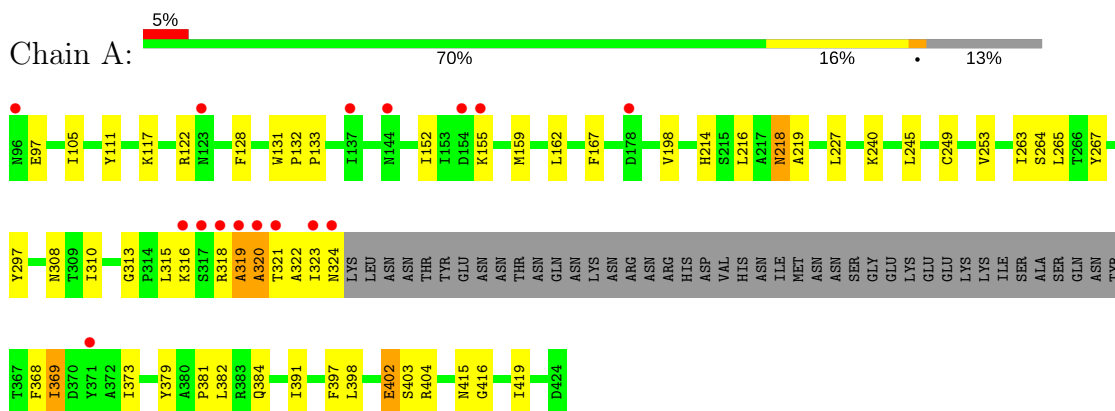 5%
Chain A:
70% 16% • 13%
N96 E97 I105 Y111 K117 R122 N123 F128 W131 P132 P133 I137 N144 I152 I153 D154 K155 M159 L162 F167 D178 V198 H214 S215 L216 A217 N218 A219 L227 K240 L245 C249 V253 I263 S264 L265 T266 Y267
Y297 N308 T309 I310 G313 P314 L315 K316 S317 R318 A319 A320 T321 A322 I323 N324 LYS LEU ASN ASN THR TYR GLU ASN ASN THR ASN GLN ASN LYS ASN ARG ASN ARG HIS ASP VAL HIS ASN ILE MET ASN ASN SER GLY GLU LYS GLU GLU LYS LYS ILE SER ALA SER GLN ASN TYR
T367 F368 I369 D370 Y371 A372 I373 Y379 A380 P381 L382 R383 Q384 I391 F397 L398 E402 S403 R404 N415 G416 I419 D424